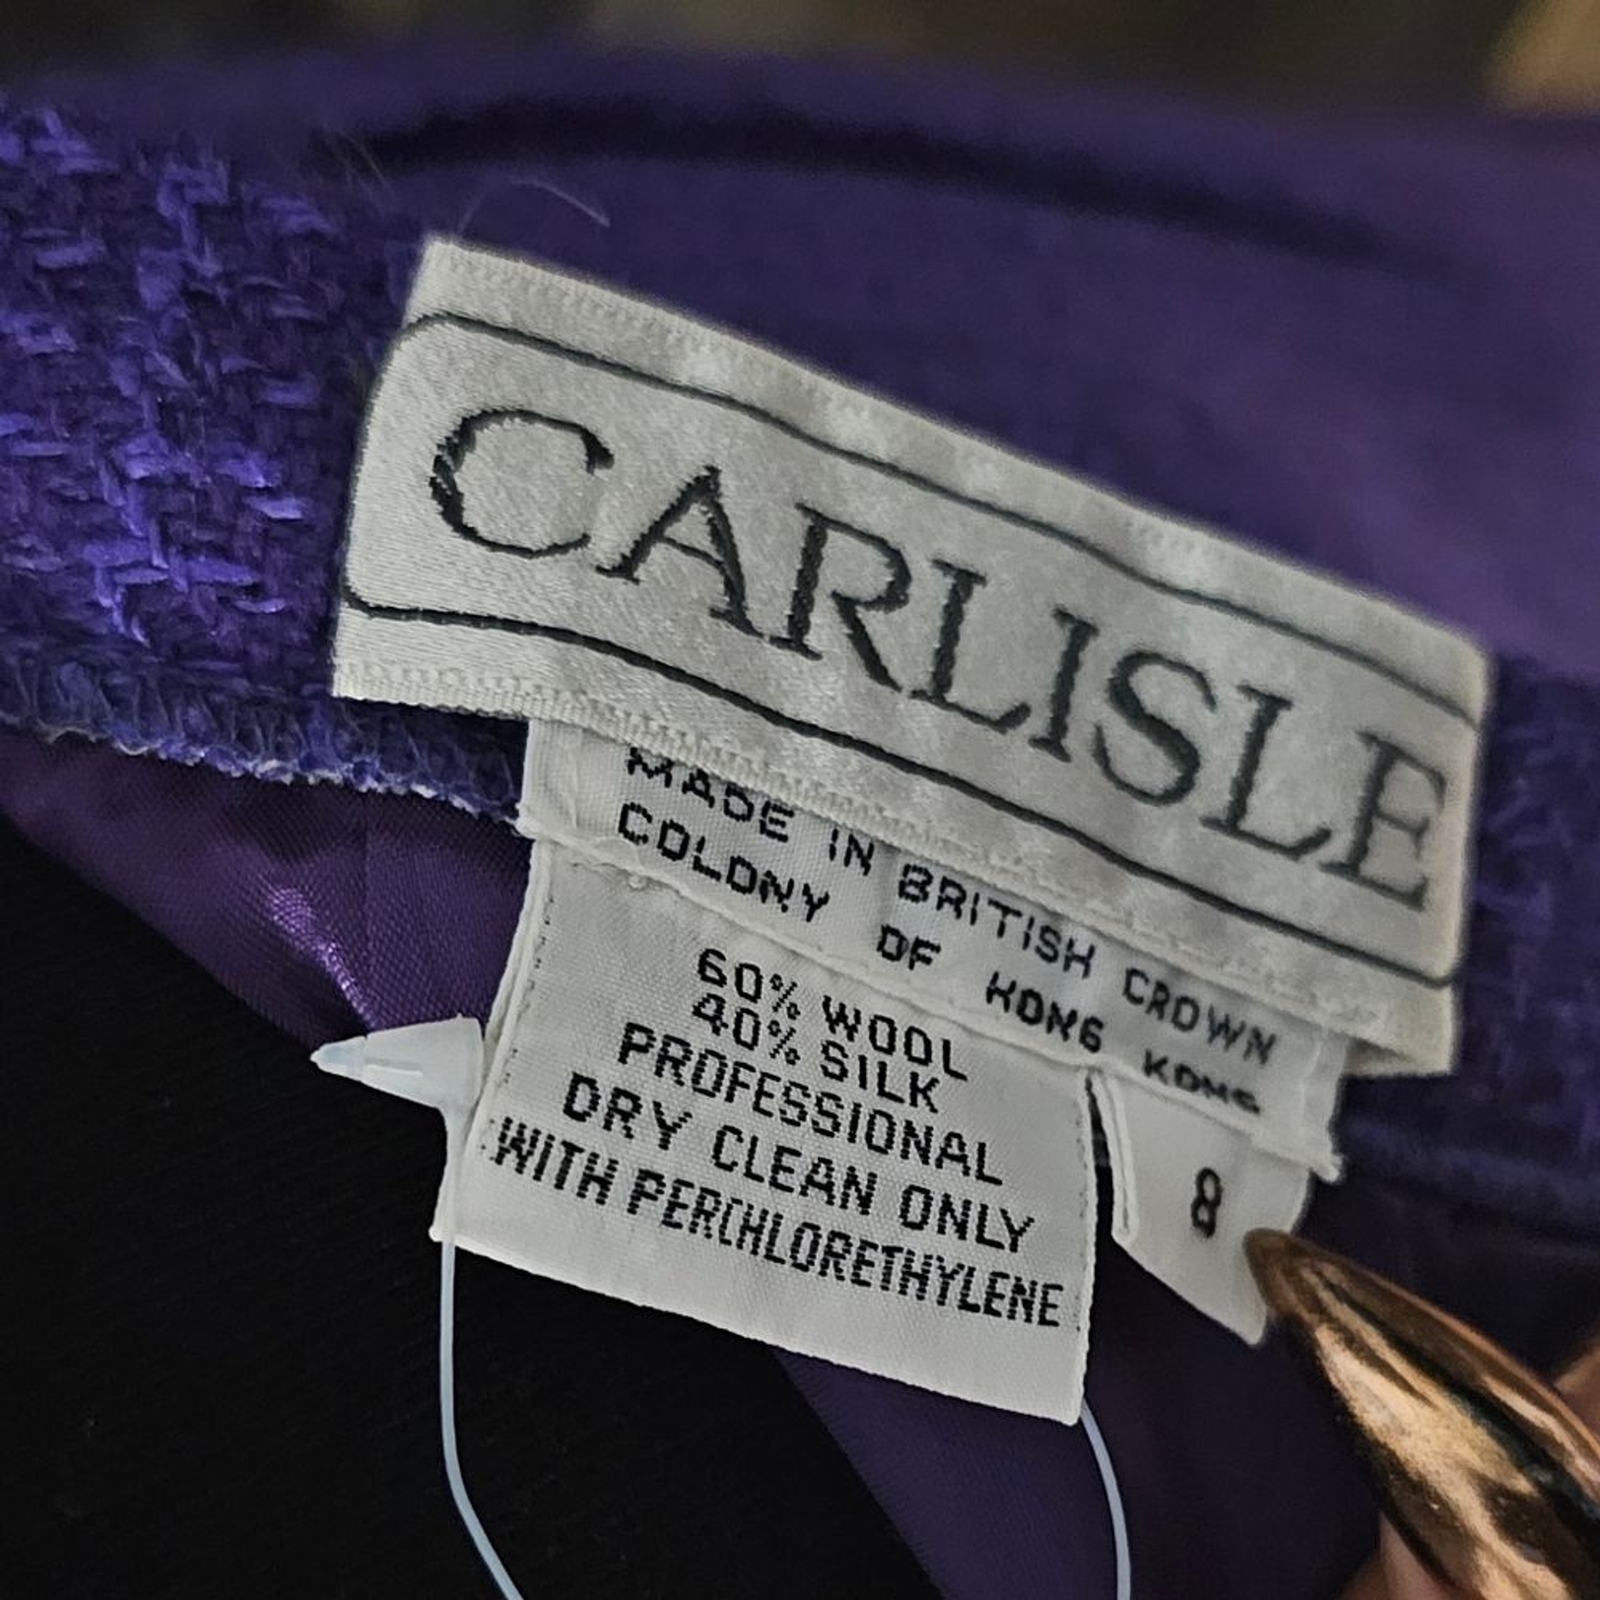 CARLISLE
MADE IN BRITISH CROWN
COLONY OF KONG KONG
60% WOOL
40% SILK
PROFESSIONAL
DRY CLEAN ONLY
WITH PERCHLORETHYLENE
8